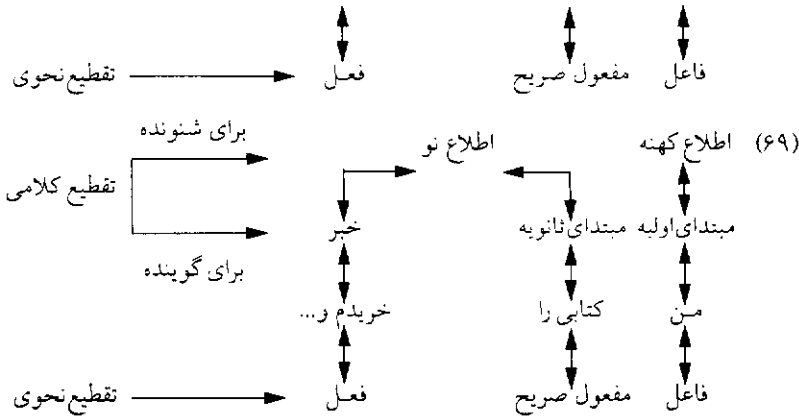 فاعل مفعول صریح فعل تقطیع نحوی
برای شنونده
(۶۹) اطلاع کهنه اطلاع نو
تقطیع کلامی
مبتدای اولیه مبتدای ثانویه خبر
برای گوینده
من کتابی را خریدم و...
فاعل مفعول صریح فعل تقطیع نحوی